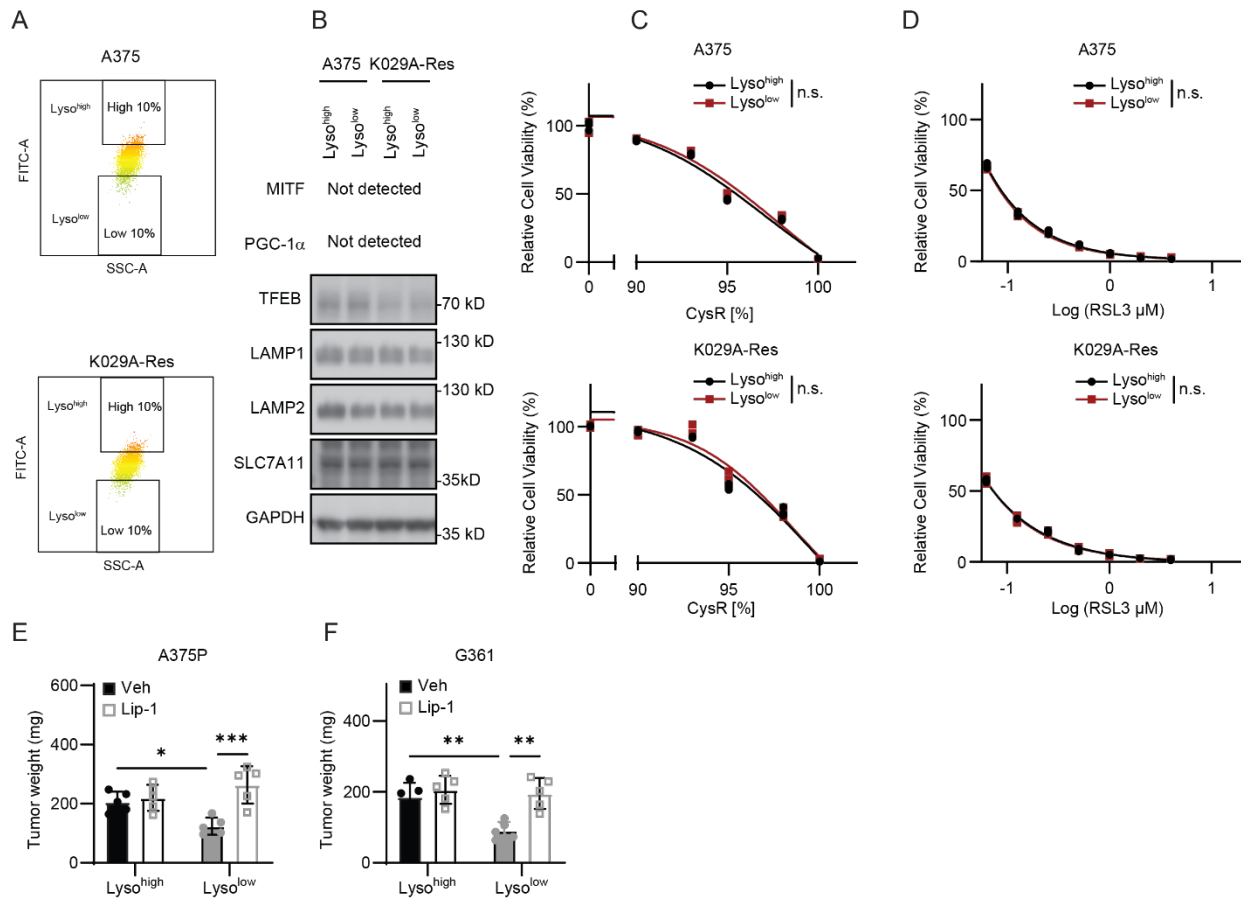 A
A375
Lyso^high
High 10%
FITC-A
Lyso^low
Low 10%
SSC-A
K029A-Res
Lyso^high
High 10%
FITC-A
Lyso^low
Low 10%
SSC-A
B
A375 K029A-Res
Lyso^high Lyso^low Lyso^high Lyso^low
MITF Not detected
PGC-1α Not detected
TFEB -70 kD
LAMP1 -130 kD
LAMP2 -130 kD
SLC7A11 -35kD
GAPDH -35 kD
C
A375
Lyso^high
Lyso^low
n.s.
Relative Cell Viability (%)
100
50
0
0 90 95 100
CysR [%]
K029A-Res
Lyso^high
Lyso^low
n.s.
Relative Cell Viability (%)
100
50
0
0 90 95 100
CysR [%]
D
A375
Lyso^high
Lyso^low
n.s.
Relative Cell Viability (%)
100
50
0
-1 0 1
Log (RSL3 µM)
K029A-Res
Lyso^high
Lyso^low
n.s.
Relative Cell Viability (%)
100
50
0
-1 0 1
Log (RSL3 µM)
E
A375P
Veh
Lip-1
Tumor weight (mg)
600
400
200
0
* ***
Lyso^high Lyso^low
F
G361
Veh
Lip-1
Tumor weight (mg)
400
200
0
** **
Lyso^high Lyso^low